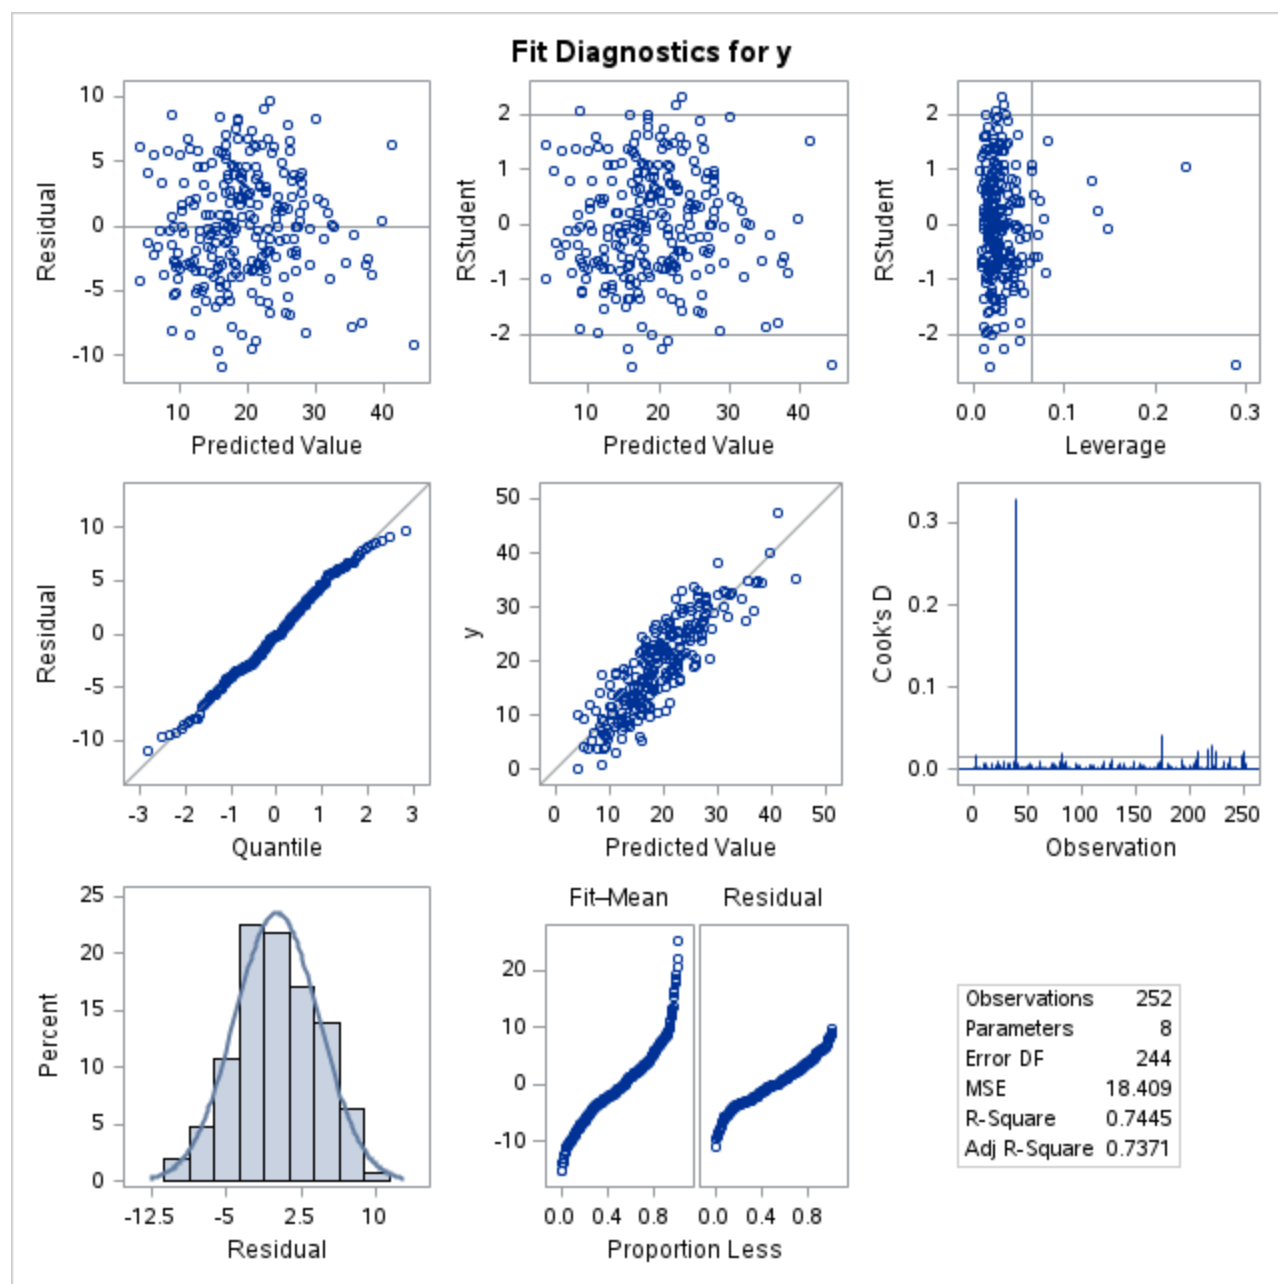 Fit Diagnostics for y
10
5
0
-5
-10
Residual
10 20 30 40
Predicted Value
2
1
0
-1
-2
RStudent
10 20 30 40
Predicted Value
2
1
0
-1
-2
RStudent
0.0 0.1 0.2 0.3
Leverage
10
5
0
-5
-10
Residual
-3 -2 -1 0 1 2 3
Quantile
50
40
30
20
10
0
y
0 10 20 30 40 50
Predicted Value
0.3
0.2
0.1
0.0
Cook's D
0 50 100 150 200 250
Observation
25
20
15
10
5
0
Percent
-12.5 -5 2.5 10
Residual
Fit–Mean Residual
20
10
0
-10
0.0 0.4 0.8 0.0 0.4 0.8
Proportion Less
Observations 252
Parameters 8
Error DF 244
MSE 18.409
R-Square 0.7445
Adj R-Square 0.7371